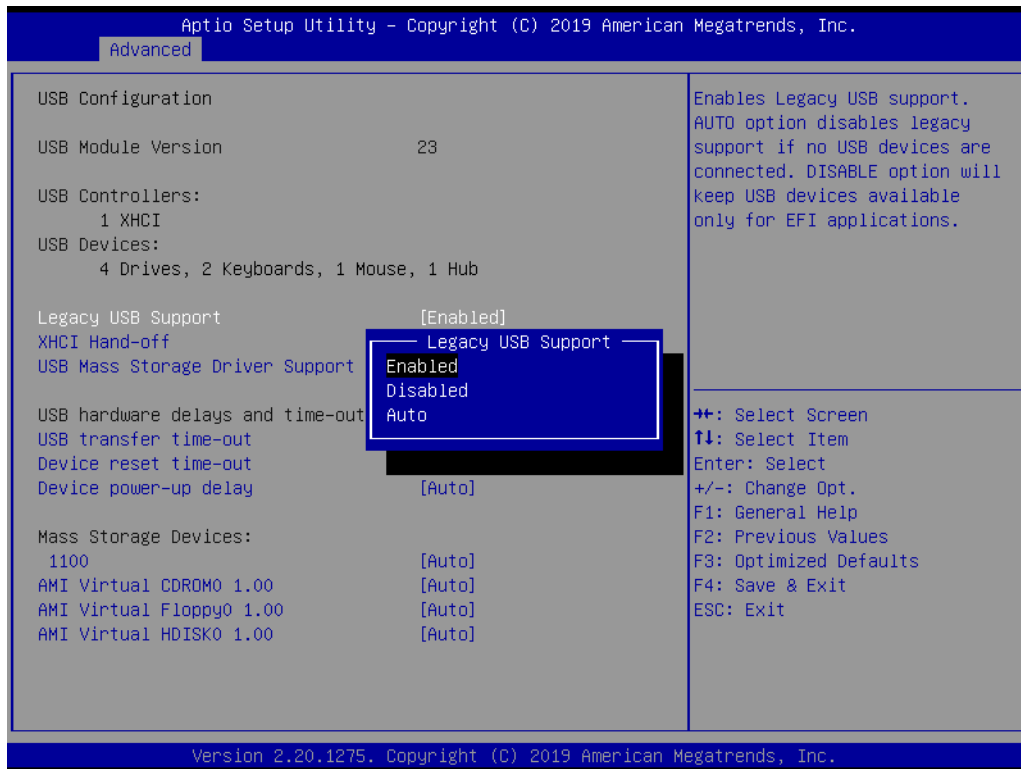 Aptio Setup Utility – Copyright (C) 2019 American Megatrends, Inc.
Advanced
USB Configuration
USB Module Version 23
USB Controllers:
1 XHCI
USB Devices:
4 Drives, 2 Keyboards, 1 Mouse, 1 Hub
Legacy USB Support [Enabled]
XHCI Hand-off
USB Mass Storage Driver Support
USB hardware delays and time-out
USB transfer time-out
Device reset time-out
Device power-up delay [Auto]
Mass Storage Devices:
1100 [Auto]
AMI Virtual CDROM0 1.00 [Auto]
AMI Virtual Floppy0 1.00 [Auto]
AMI Virtual HDISK0 1.00 [Auto]
Legacy USB Support
Enabled
Disabled
Auto
Enables Legacy USB support.
AUTO option disables legacy
support if no USB devices are
connected. DISABLE option will
keep USB devices available
only for EFI applications.
→←: Select Screen
↑↓: Select Item
Enter: Select
+/-: Change Opt.
F1: General Help
F2: Previous Values
F3: Optimized Defaults
F4: Save & Exit
ESC: Exit
Version 2.20.1275. Copyright (C) 2019 American Megatrends, Inc.